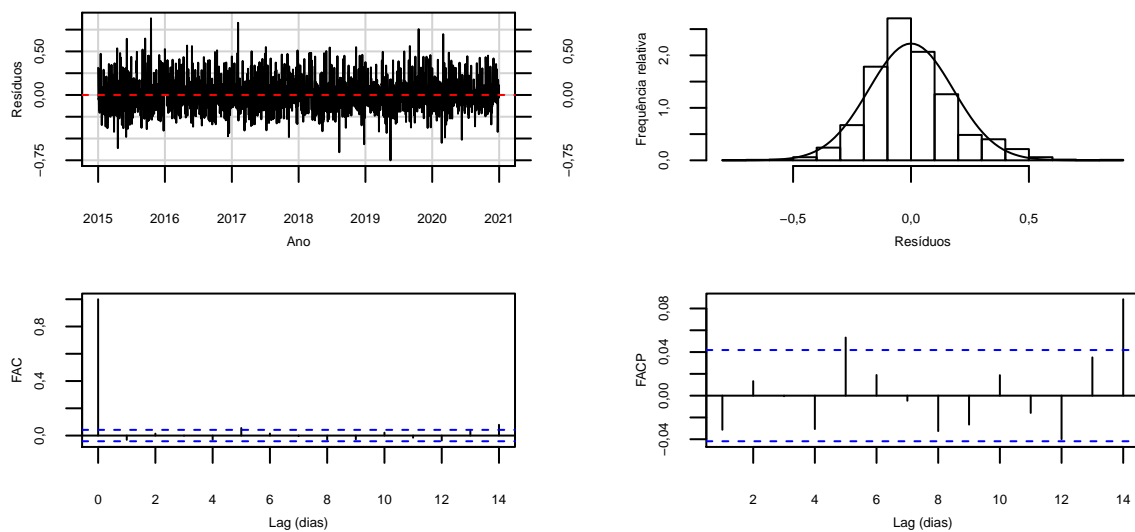 Resíduos
0,50
0,00
−0,75
0,50
0,00
−0,75
2015 2016 2017 2018 2019 2020 2021
Ano
Frequência relativa
2,0
1,0
0,0
−0,5 0,0 0,5
Resíduos
FAC
0,8
0,4
0,0
0 2 4 6 8 10 12 14
Lag (dias)
FACP
0,08
0,04
0,00
−0,04
2 4 6 8 10 12 14
Lag (dias)